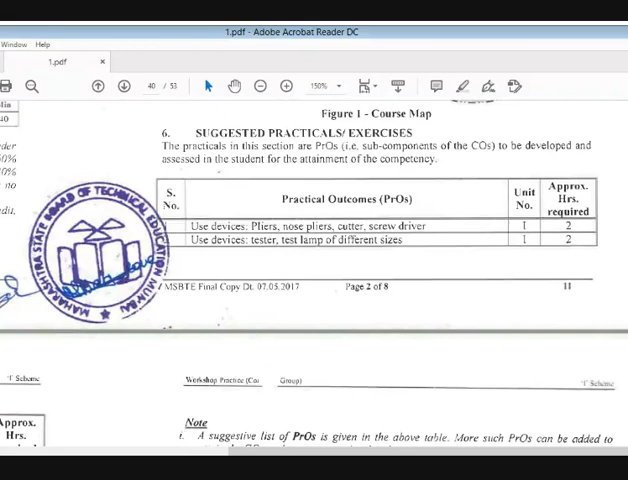 1.pdf - Adobe Acrobat Reader DC
Window Help
1.pdf ×
40 / 53 150%
Figure 1 - Course Map
6. SUGGESTED PRACTICALS/ EXERCISES
The practicals in this section are PrOs (i.e, sub-components of the COs) to be developed and
assessed in the student for the attainment of the competency.
S. No. Practical Outcomes (PrOs) Unit No. Approx. Hrs. required
Use devices: Pliers, nose pliers, cutter, screw driver I 2
Use devices: tester, test lamp of different sizes I 2
40
no
edit,
MAHARASHTRA STATE BOARD OF TECHNICAL EDUCATION MUMBAI
MSBTE Final Copy Dt. 07.05.2017 Page 2 of 8 11
'I' Scheme
Workshop Practice Group) 'I' Scheme
Approx.
Hrs.
Note
i. A suggestive list of PrOs is given in the above table. More such PrOs can be added to